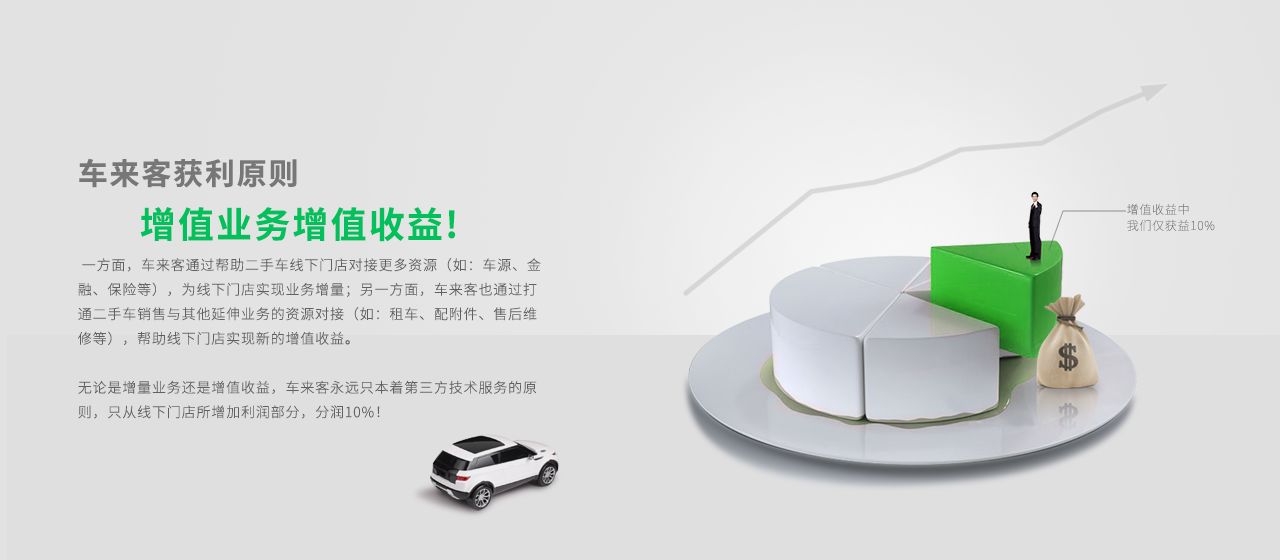 车来客获利原则
增值业务增值收益!
一方面，车来客通过帮助二手车线下门店对接更多资源（如：车源、金
融、保险等），为线下门店实现业务增量；另一方面，车来客也通过打
通二手车销售与其他延伸业务的资源对接（如：租车、配附件、售后维
修等），帮助线下门店实现新的增值收益。
无论是增量业务还是增值收益，车来客永远只本着第三方技术服务的原
则，只从线下门店所增加利润部分，分润10%！
增值收益中
我们仅获益10%
$